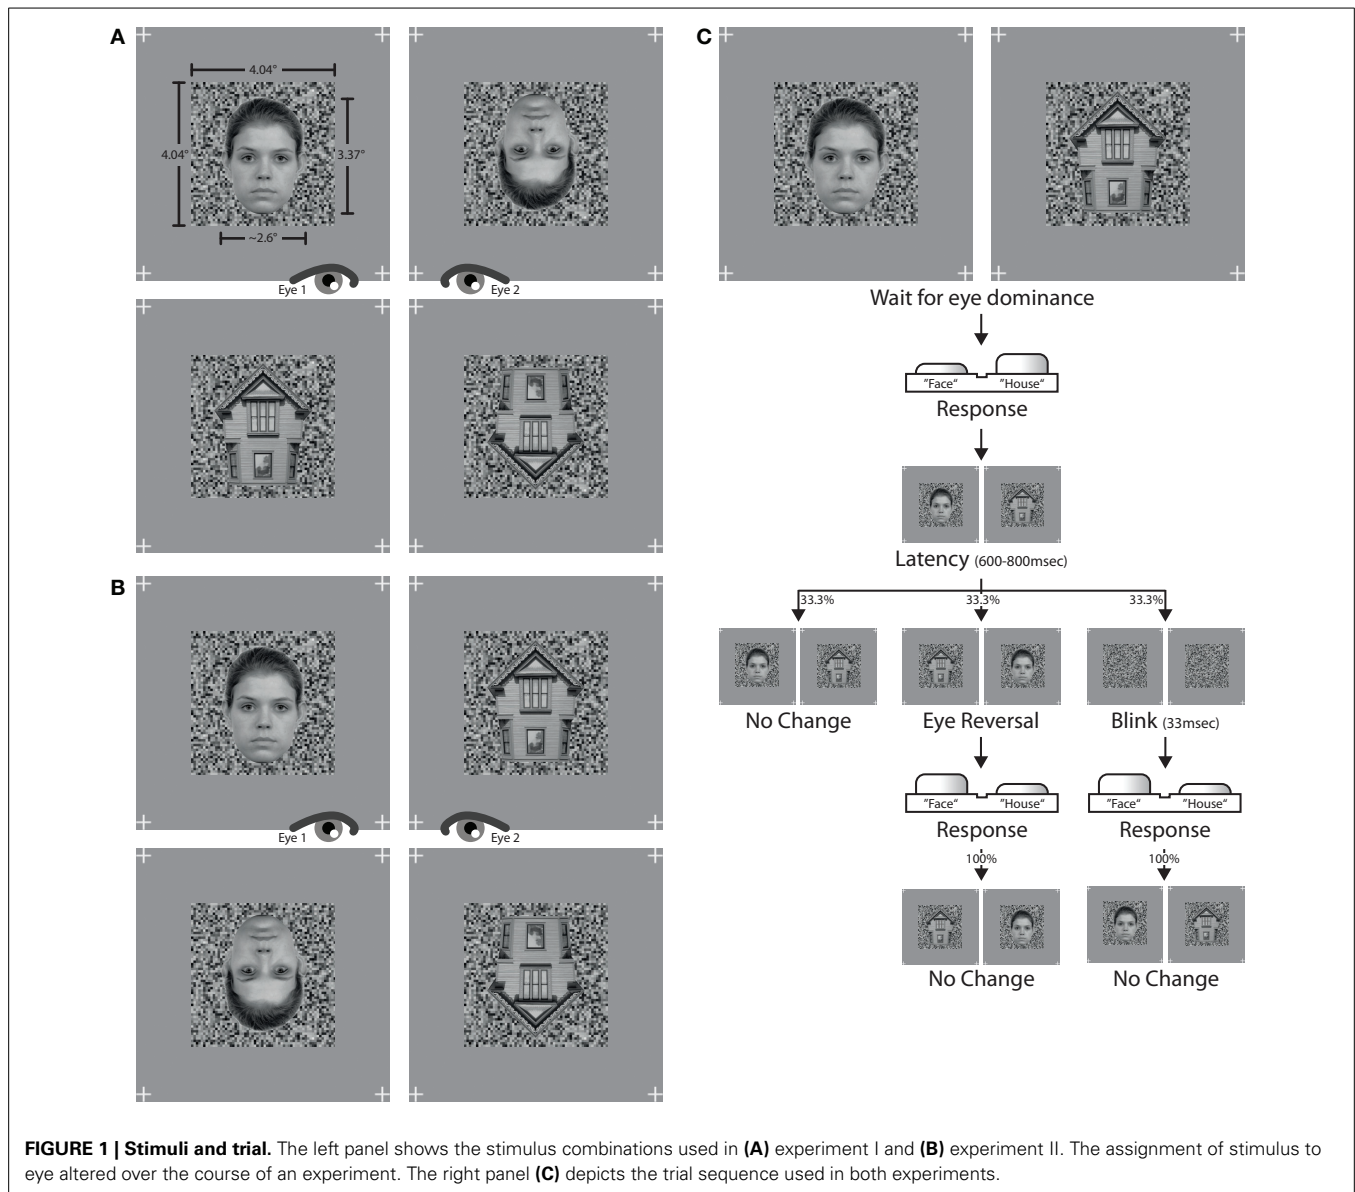 A
4.04°
4.04°
3.37°
~2.6°
Eye 1
Eye 2
B
Eye 1
Eye 2
C
Wait for eye dominance
"Face“
"House“
Response
Latency (600-800msec)
33.3%
33.3%
33.3%
No Change
Eye Reversal
Blink (33msec)
"Face“
"House“
"Face“
"House“
Response
Response
100%
100%
No Change
No Change
FIGURE 1 | Stimuli and trial. The left panel shows the stimulus combinations used in (A) experiment I and (B) experiment II. The assignment of stimulus to
eye altered over the course of an experiment. The right panel (C) depicts the trial sequence used in both experiments.